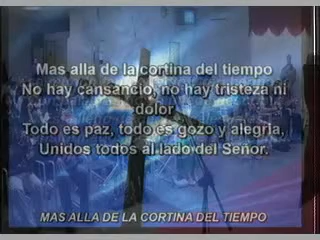 Mas alla de la cortina del tiempo
No hay cansancio, no hay tristeza ni
dolor
Todo es paz, todo es gozo y alegria,
Unidos todos al lado del Señor.
MAS ALLA DE LA CORTINA DEL TIEMPO